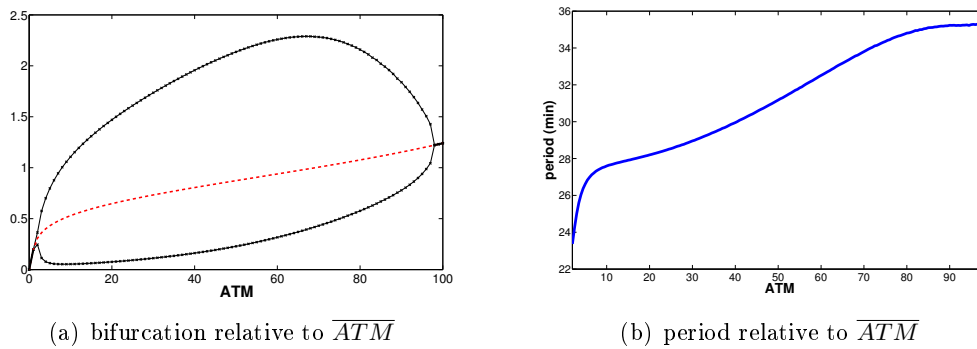 2.5
2
1.5
1
0.5
0
0 20 40 60 80 100
ATM
36
34
32
30
28
26
24
22
period (min)
10 20 30 40 50 60 70 80 90
ATM
(a) bifurcation relative to \overline{ATM}
(b) period relative to \overline{ATM}